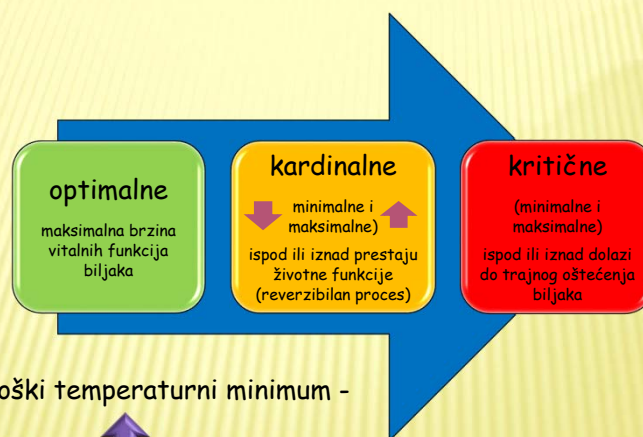 optimalne
maksimalna brzina
vitalnih funkcija
biljaka
kardinalne
minimalne i
maksimalne)
ispod ili iznad prestaju
životne funkcije
(reverzibilan proces)
kritične
(minimalne i
maksimalne)
ispod ili iznad dolazi
do trajnog oštećenja
biljaka
temperaturni minimum -